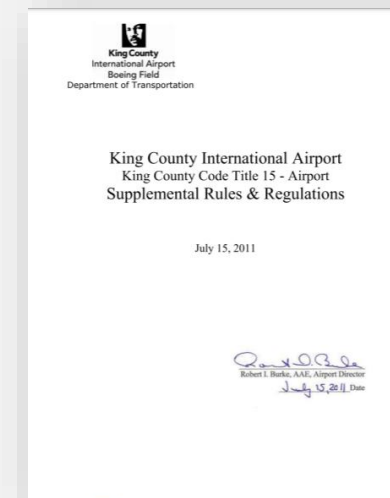 King County
International Airport
Boeing Field
Department of Transportation
King County International Airport
King County Code Title 15 - Airport
Supplemental Rules & Regulations
July 15, 2011
Robert I. Burke, AAE, Airport Director
July 15, 2011 Date